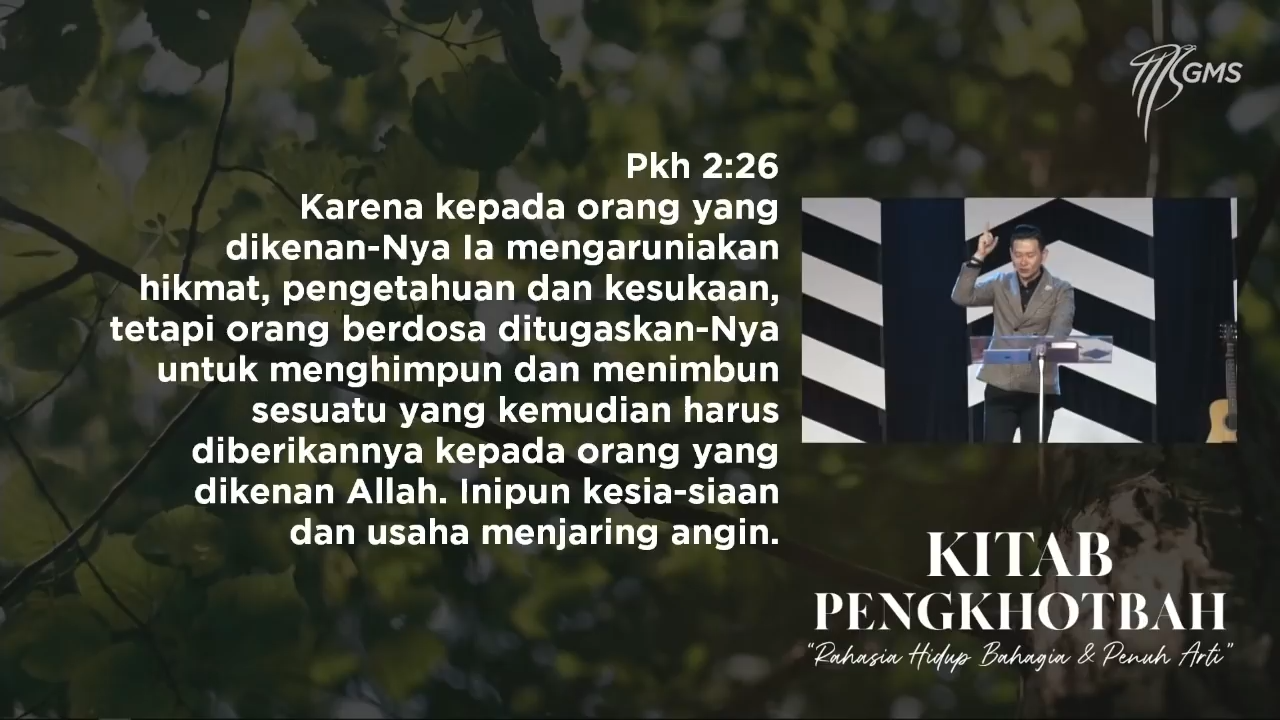 GMS
Pkh 2:26
Karena kepada orang yang
dikenan-Nya Ia mengaruniakan
hikmat, pengetahuan dan kesukaan,
tetapi orang berdosa ditugaskan-Nya
untuk menghimpun dan menimbun
sesuatu yang kemudian harus
diberikannya kepada orang yang
dikenan Allah. Inipun kesia-siaan
dan usaha menjaring angin.
KITAB
PENGKHOTBAH
“Rahasia Hidup Bahagia & Penuh Arti”